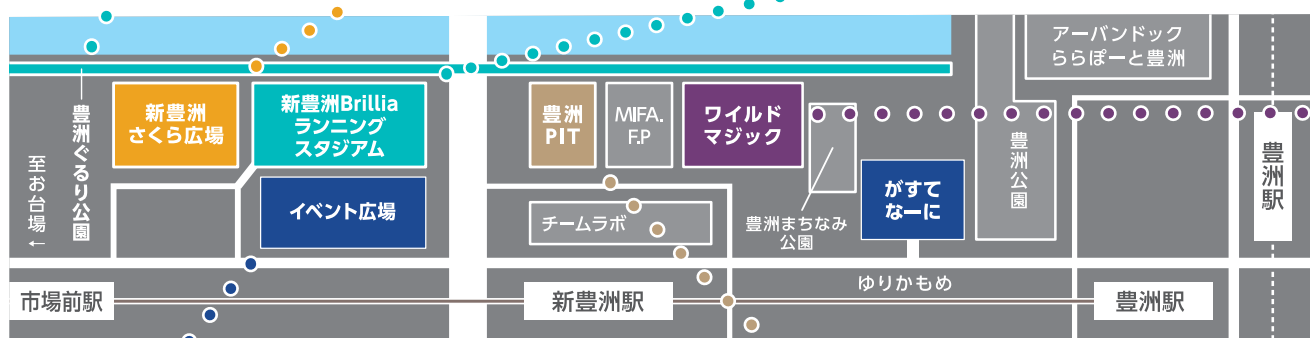 アーバンドック
ららぽーと豊洲
豊洲ぐるり公園
至お台場←
新豊洲
さくら広場
新豊洲Brillia
ランニング
スタジアム
イベント広場
豊洲
PIT
MIFA.
F.P
ワイルド
マジック
チームラボ
豊洲まちなみ
公園
がすて
なーに
豊洲公園
豊洲駅
ゆりかもめ
市場前駅
新豊洲駅
豊洲駅